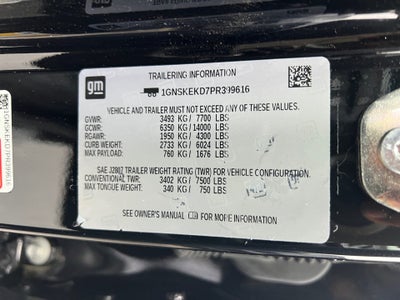 gm
TRAILERING INFORMATION
1GNSKEKD7PR399616
VEHICLE AND TRAILER MUST NOT EXCEED ANY OF THESE VALUES.
GVWR: 3493 KG / 7700 LBS
GCWR: 6350 KG / 14000 LBS
RGAWR: 1950 KG / 4300 LBS
CURB WEIGHT: 2733 KG / 6024 LBS
MAX PAYLOAD: 760 KG / 1676 LBS
SAE J2807 TRAILER WEIGHT RATING (TWR) FOR VEHICLE CONFIGURATION.
CONVENTIONAL TWR: 3402 KG / 7500 LBS
MAX TONGUE WEIGHT: 340 KG / 750 LBS
SEE OWNER'S MANUAL FOR MORE INFORMATION
1GNSKEKD7PR399616